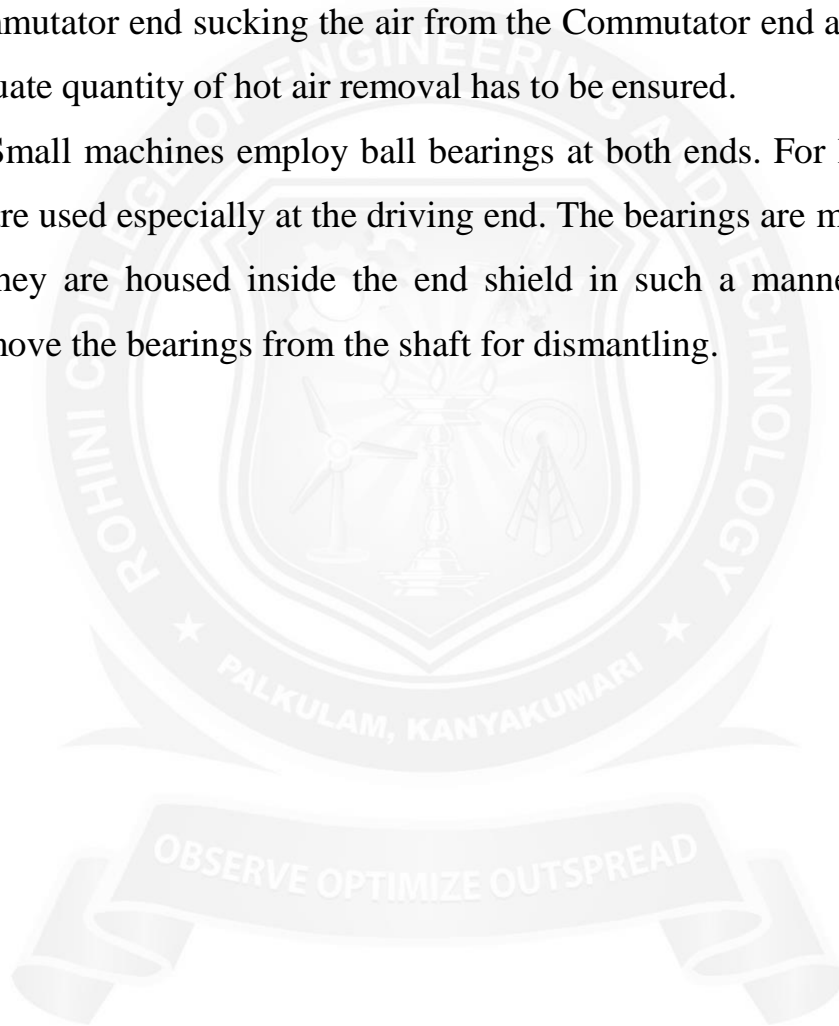 mutator end sucking the air from the Commutator end a
uate quantity of hot air removal has to be ensured.
Small machines employ ball bearings at both ends. For
re used especially at the driving end. The bearings are m
hey are housed inside the end shield in such a manne
ove the bearings from the shaft for dismantling.
ROHINI COLLEGE OF ENGINEERING AND TECHNOLOGY
PALKULAM, KANYAKUMARI
OBSERVE OPTIMIZE OUTSPREAD